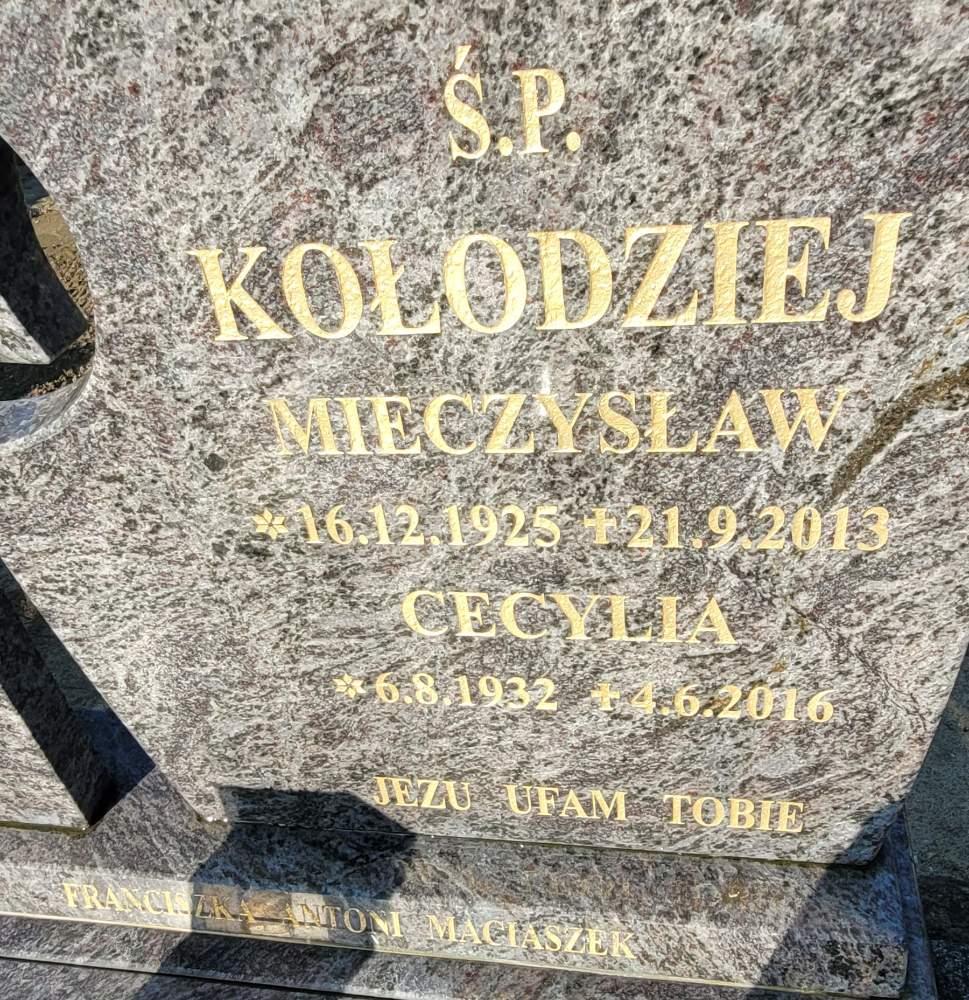 Ś.P.
KOŁODZIEJ
MIECZYSŁAW
*16.12.1925 +21.9.2013
CECYLIA
*6.8.1932 +4.6.2016
JEZU UFAM TOBIE
FRANCISZKA ANTONI MACIASZEK